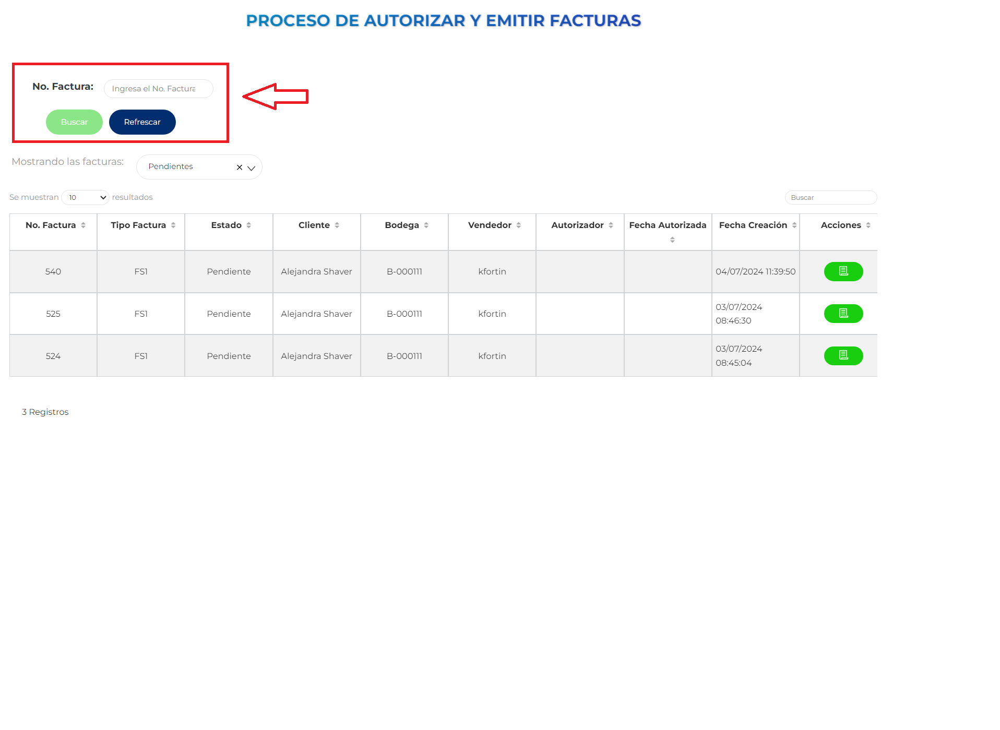 PROCESO DE AUTORIZAR Y EMITIR FACTURAS
No. Factura: Ingresa el No. Factura
Buscar Refrescar
Mostrando las facturas: Pendientes
Se muestran 10 resultados Buscar
No. Factura Tipo Factura Estado Cliente Bodega Vendedor Autorizador Fecha Autorizada Fecha Creación Acciones
540 FS1 Pendiente Alejandra Shaver B-000111 kfortin 04/07/2024 11:39:50
525 FS1 Pendiente Alejandra Shaver B-000111 kfortin 03/07/2024
08:46:30
524 FS1 Pendiente Alejandra Shaver B-000111 kfortin 03/07/2024
08:45:04
3 Registros